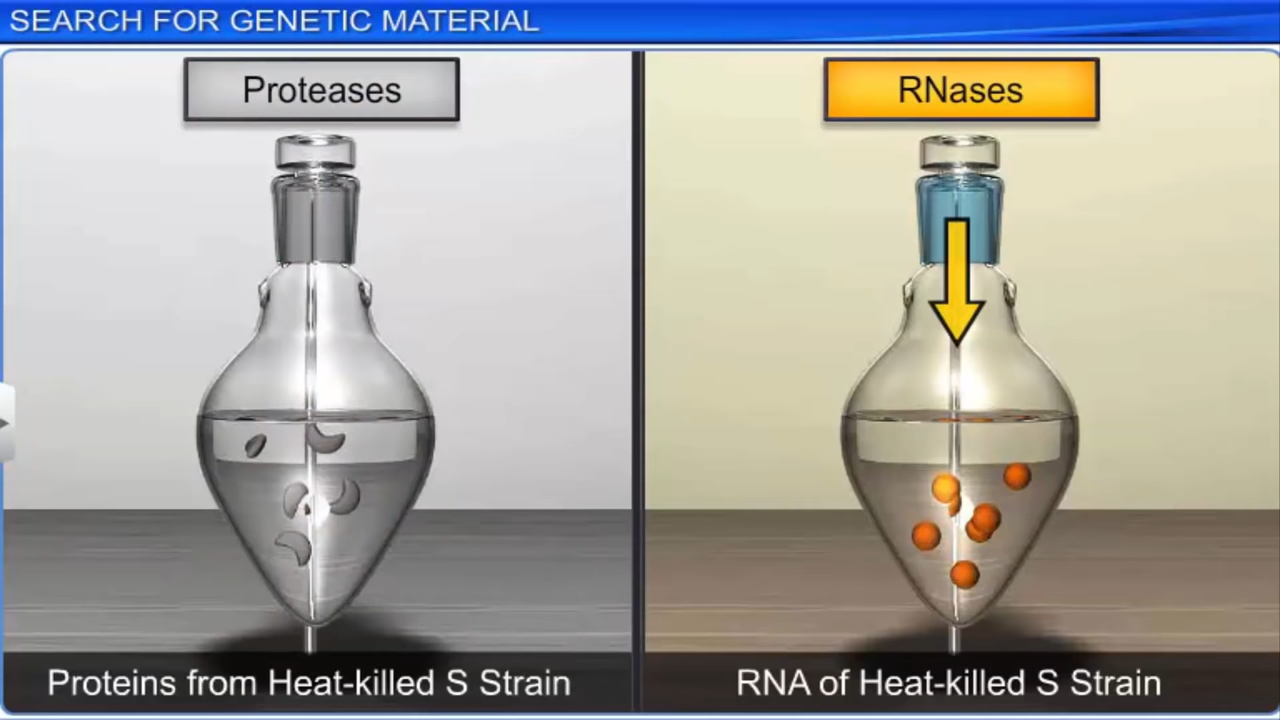 SEARCH FOR GENETIC MATERIAL
Proteases
RNases
Proteins from Heat-killed S Strain
RNA of Heat-killed S Strain